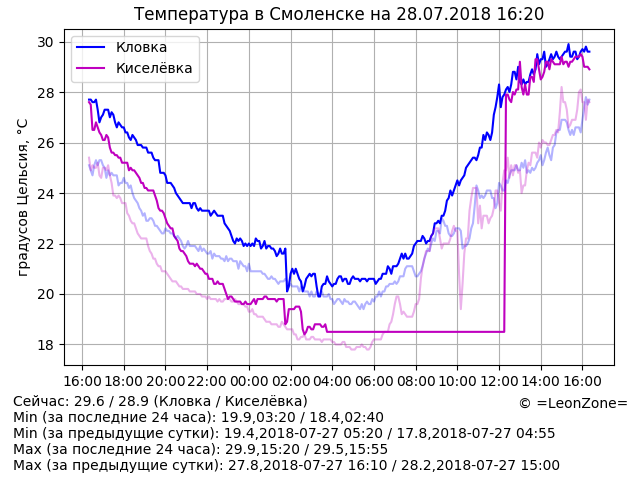 Температура в Смоленске на 28.07.2018 16:20
градусов Цельсия, °C
30
28
26
24
22
20
18
Кловка
Киселёвка
16:00 18:00 20:00 22:00 00:00 02:00 04:00 06:00 08:00 10:00 12:00 14:00 16:00
Сейчас: 29.6 / 28.9 (Кловка / Киселёвка)
© =LeonZone=
Min (за последние 24 часа): 19.9,03:20 / 18.4,02:40
Min (за предыдущие сутки): 19.4,2018-07-27 05:20 / 17.8,2018-07-27 04:55
Max (за последние 24 часа): 29.9,15:20 / 29.5,15:55
Max (за предыдущие сутки): 27.8,2018-07-27 16:10 / 28.2,2018-07-27 15:00